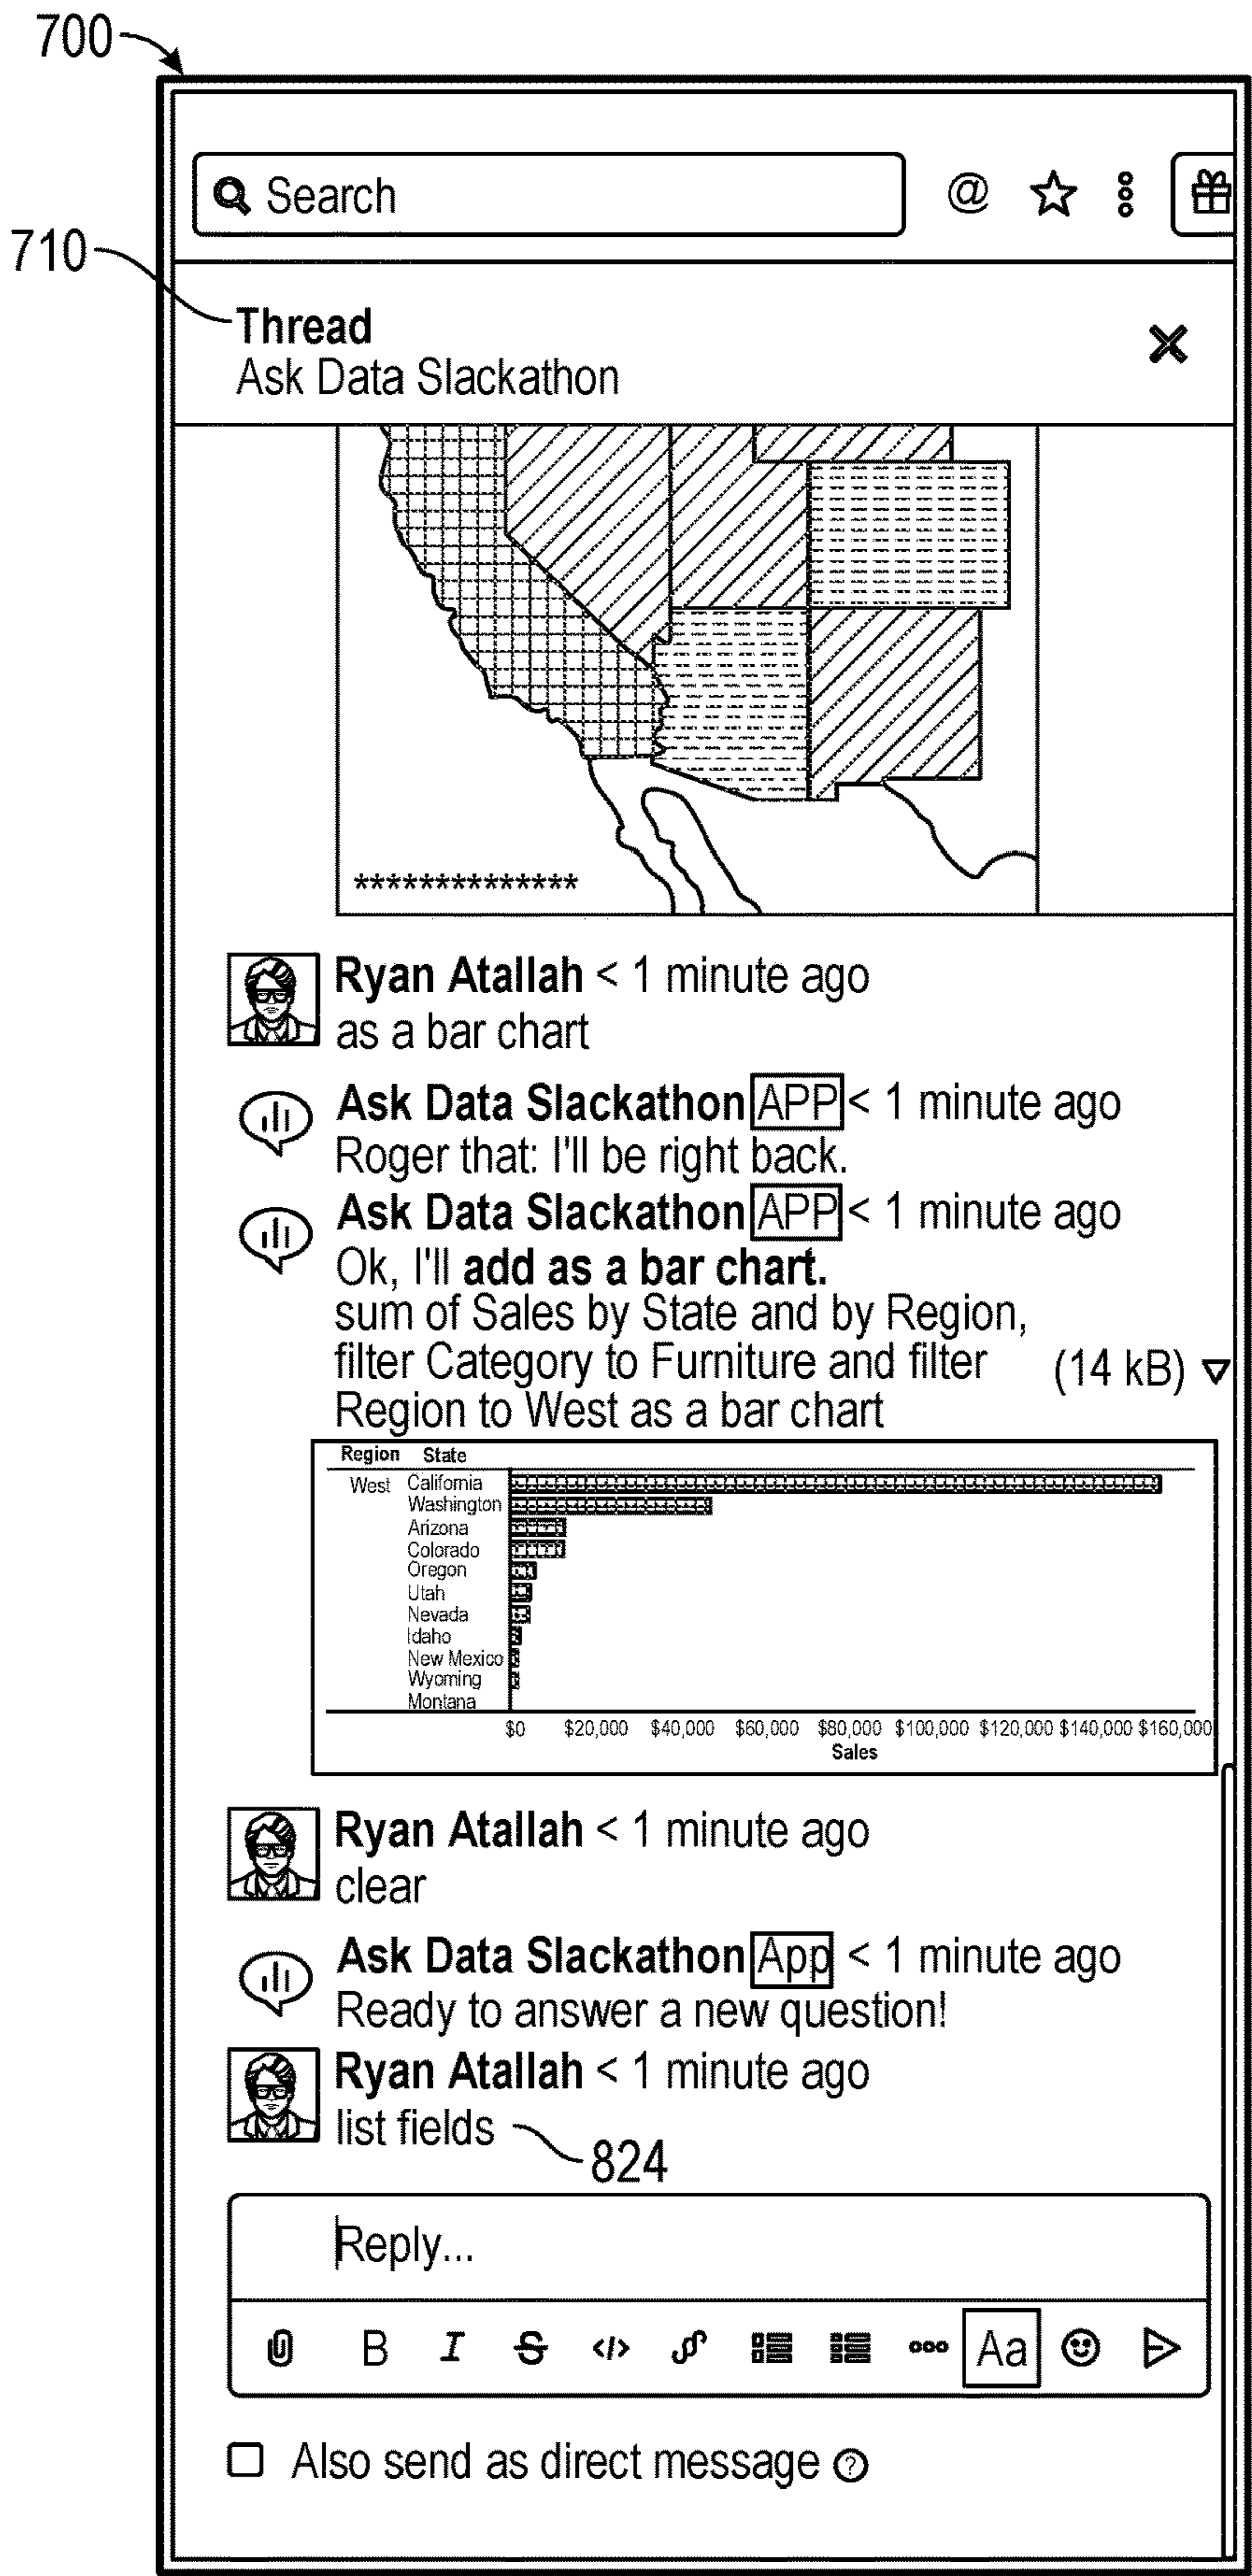 700
Search @
710
Thread
Ask Data Slackathon
**************
Ryan Atallah < 1 minute ago
as a bar chart
Ask Data Slackathon APP < 1 minute ago
Roger that: I'll be right back.
Ask Data Slackathon APP < 1 minute ago
Ok, I'll add as a bar chart.
sum of Sales by State and by Region,
filter Category to Furniture and filter (14 kB)
Region to West as a bar chart
Region State
West California
Washington
Arizona
Colorado
Oregon
Utah
Nevada
Idaho
New Mexico
Wyoming
Montana
$0 $20,000 $40,000 $60,000 $80,000 $100,000 $120,000 $140,000 $160,000
Sales
Ryan Atallah < 1 minute ago
clear
Ask Data Slackathon App < 1 minute ago
Ready to answer a new question!
Ryan Atallah < 1 minute ago
list fields
824
Reply...
B I S </> Aa
Also send as direct message ?